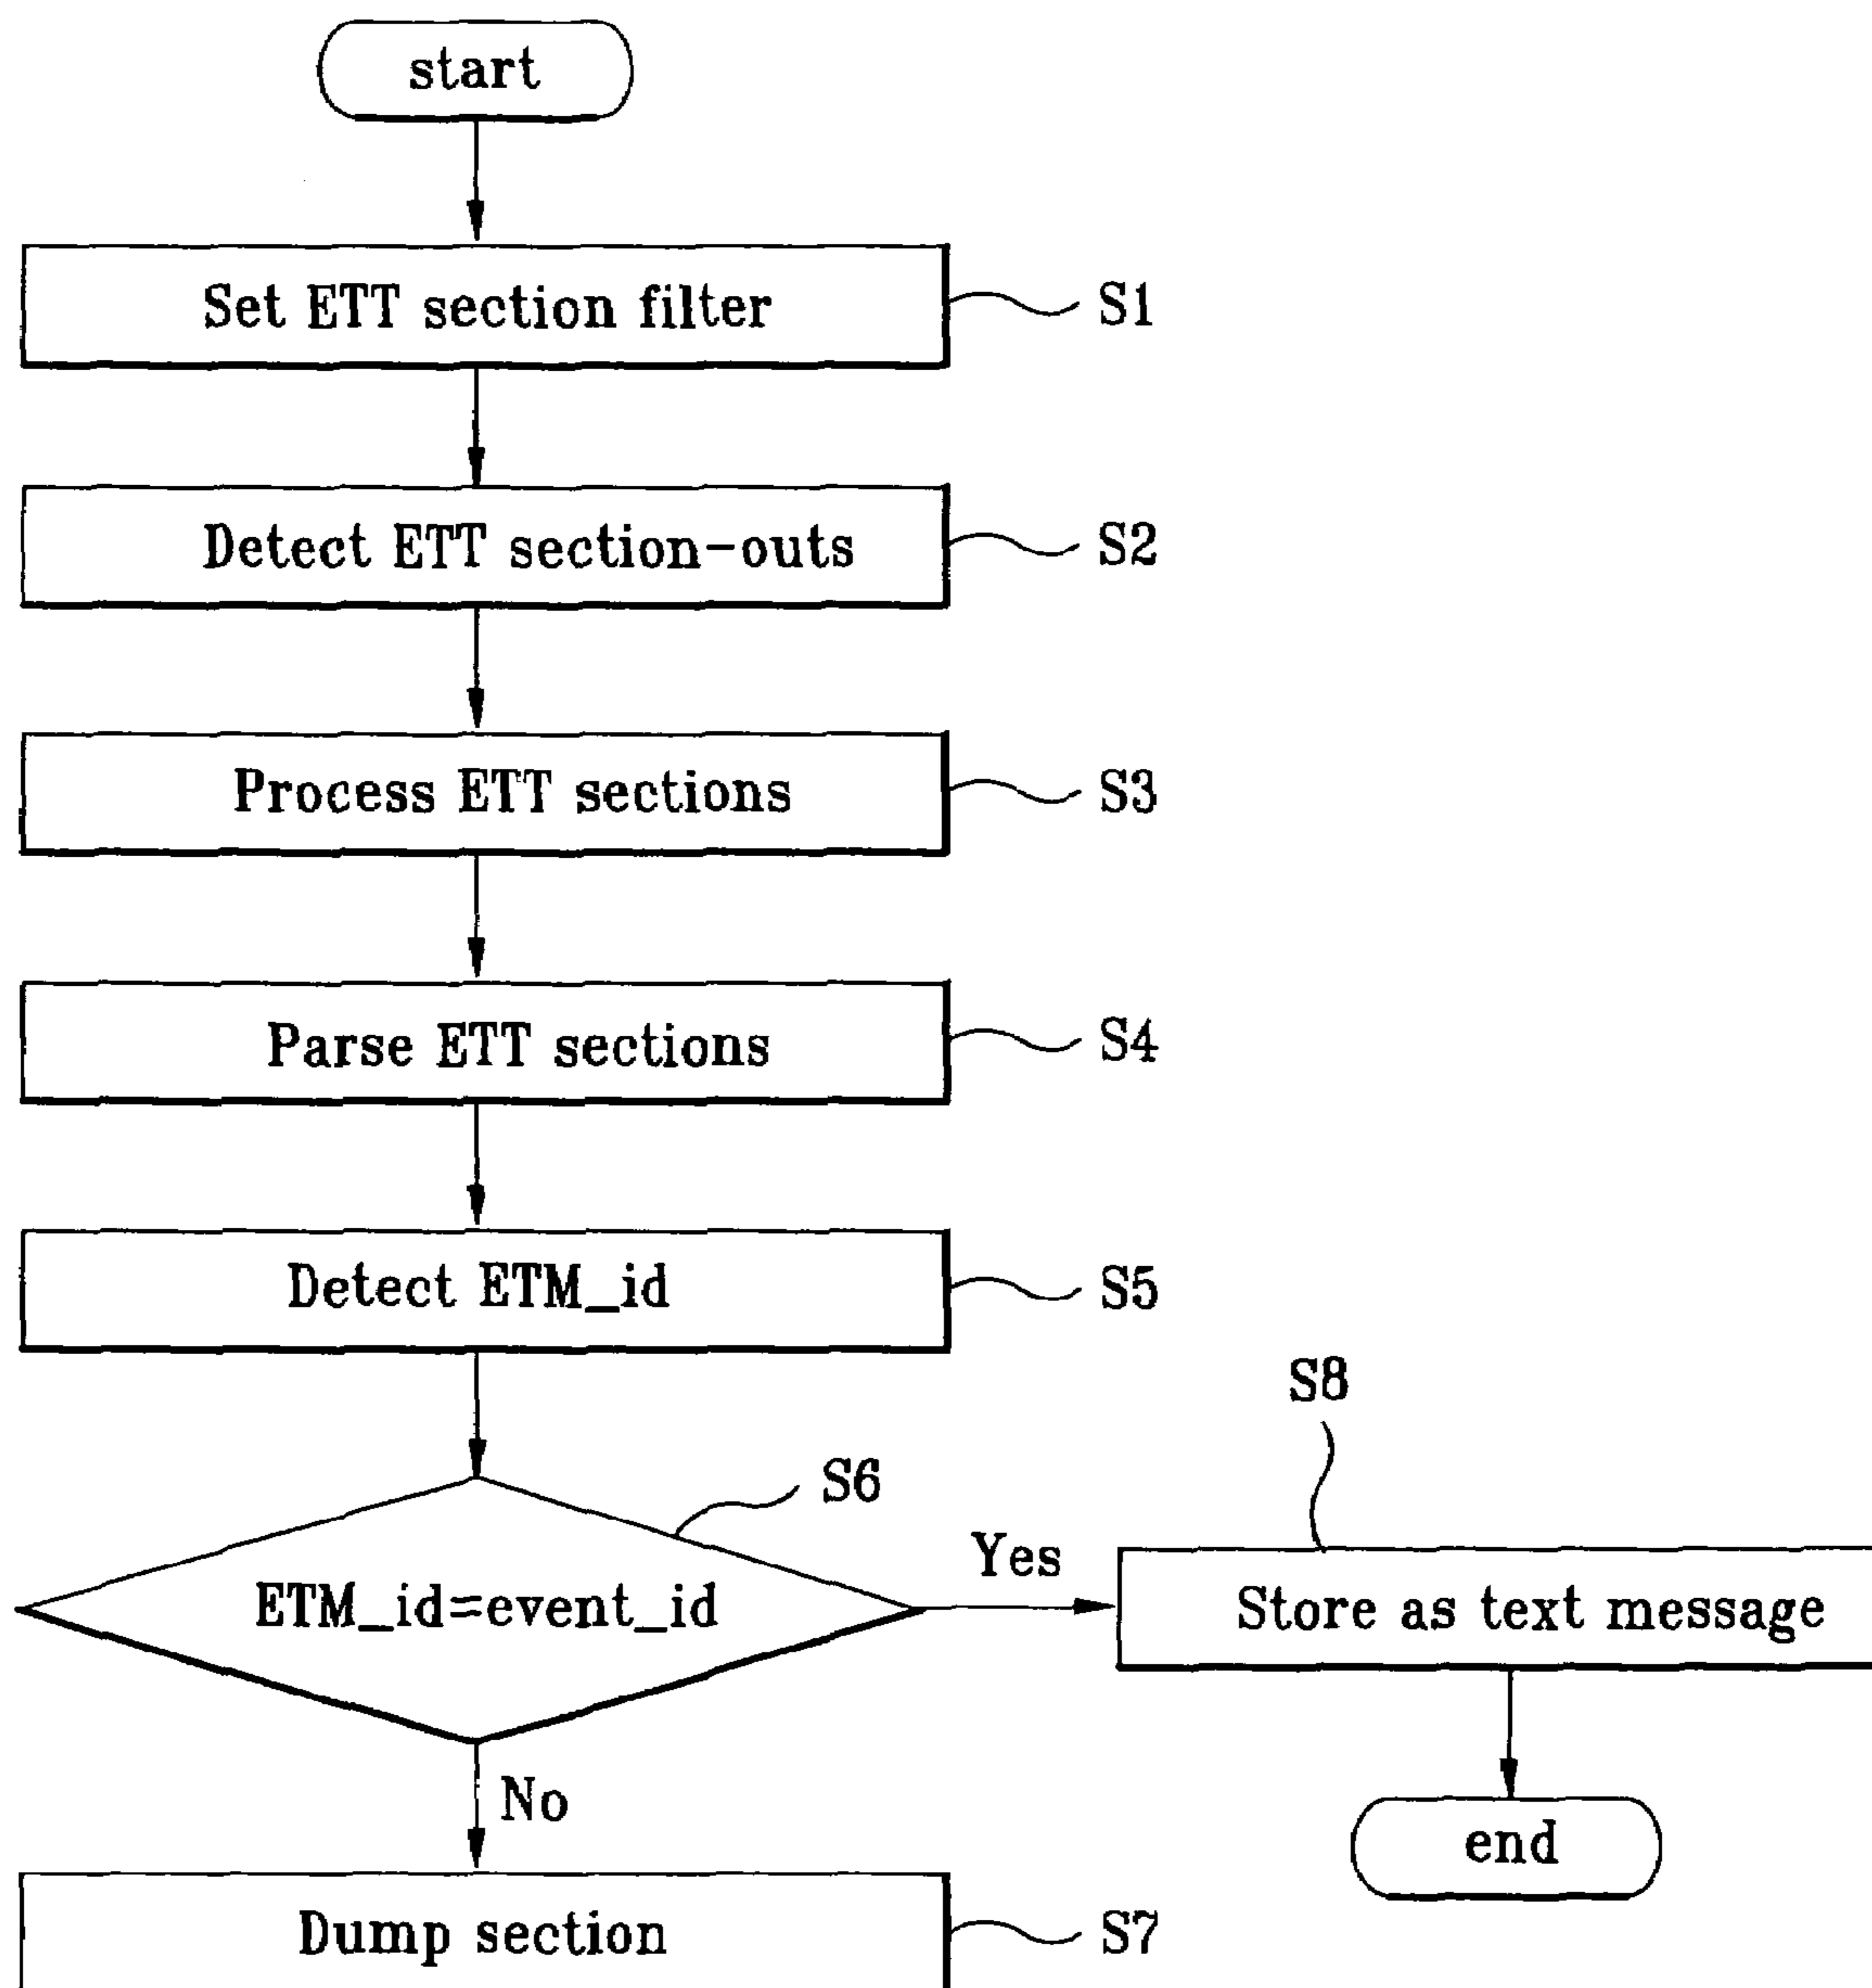 start
Set ETT section filter
S1
Detect ETT section-outs
S2
Process ETT sections
S3
Parse ETT sections
S4
Detect ETM_id
S5
S8
S6
Yes
ETM_id=event_id
Store as text message
No
end
Dump section
S7